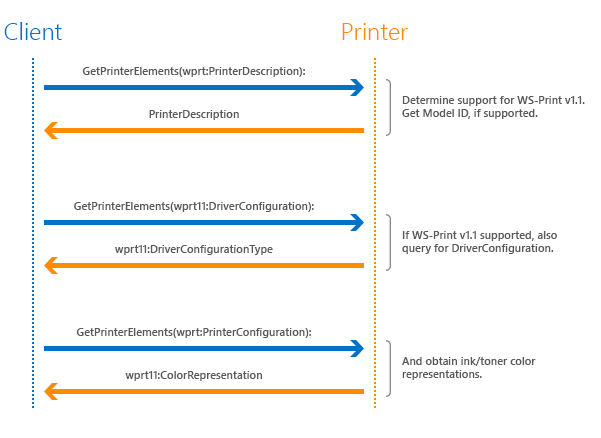 Client
Printer
GetPrinterElements(wprt:PrinterDescription):
PrinterDescription
Determine support for WS-Print v1.1.
Get Model ID, if supported.
GetPrinterElements(wprt11:DriverConfiguration):
wprt11:DriverConfigurationType
If WS-Print v1.1 supported, also
query for DriverConfiguration.
GetPrinterElements(wprt:PrinterConfiguration):
wprt11:ColorRepresentation
And obtain ink/toner color
representations.